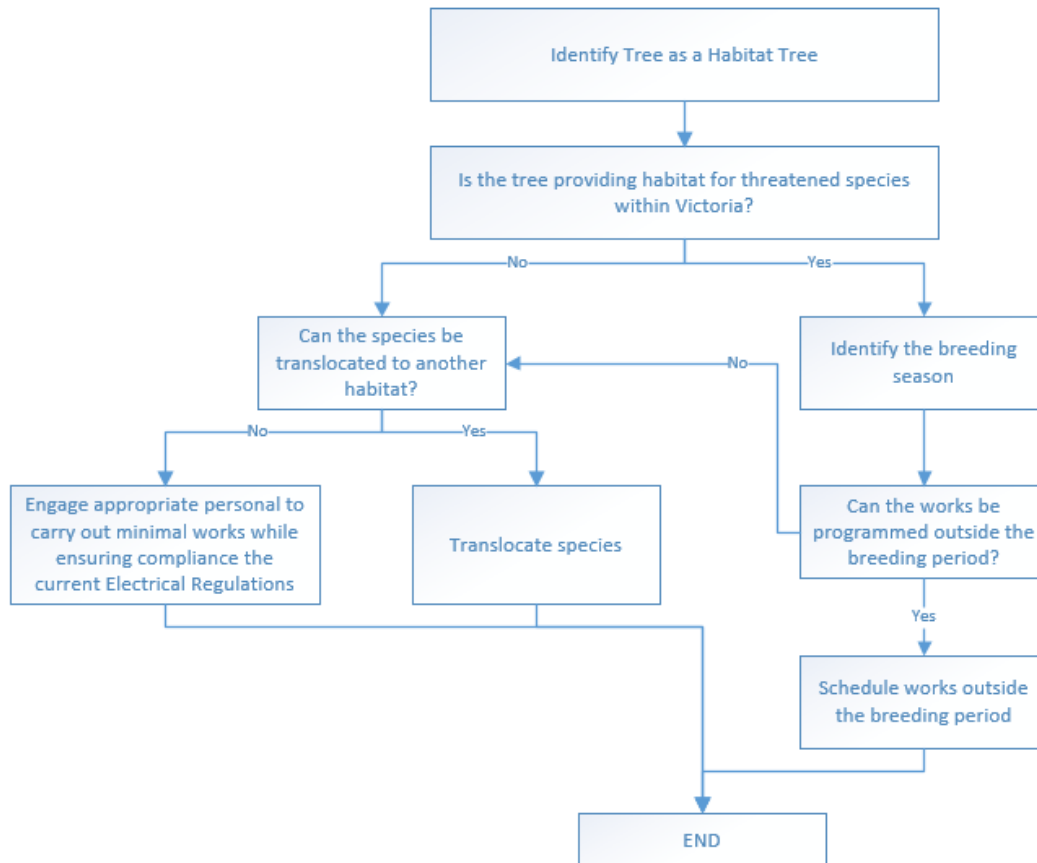 Identify Tree as a Habitat Tree
Is the tree providing habitat for threatened species
within Victoria?
No
Yes
Can the species be
translocated to another
habitat?
No
Identify the breeding
season
No
Yes
Engage appropriate personal to
carry out minimal works while
ensuring compliance the
current Electrical Regulations
Translocate species
Can the works be
programmed outside the
breeding period?
Yes
Schedule works outside
the breeding period
END